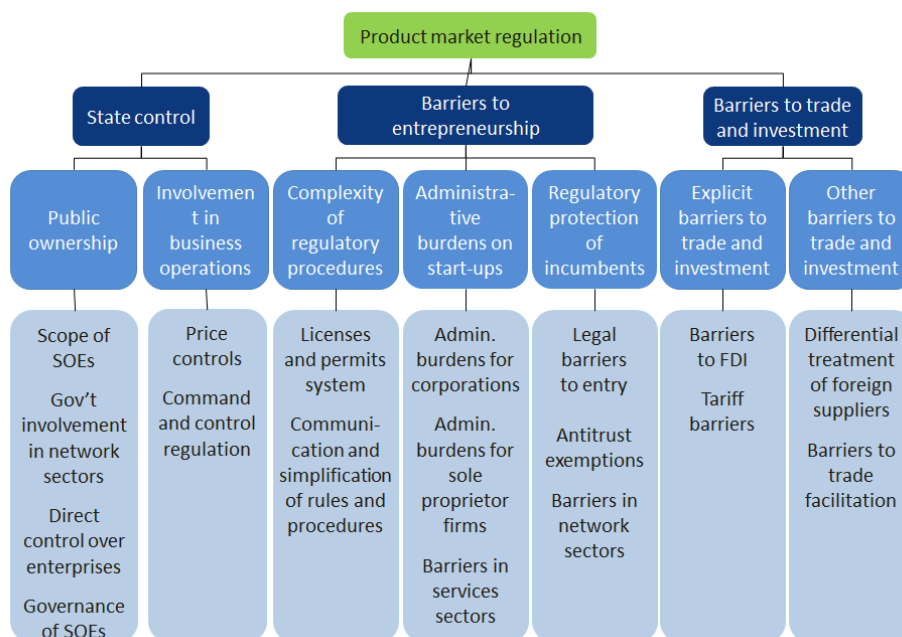 Product market regulation
State control
Barriers to
entrepreneurship
Barriers to trade
and investment
Public
ownership
Involvemen
t in
business
operations
Complexity
of
regulatory
procedures
Administra-
tive
burdens on
start-ups
Regulatory
protection
of
incumbents
Explicit
barriers to
trade and
investment
Other
barriers to
trade and
investment
Scope of
SOEs
Gov't
involvement
in network
sectors
Direct
control over
enterprises
Governance
of SOEs
Price
controls
Command
and control
regulation
Licenses
and permits
system
Communi-
cation and
simplification
of rules and
procedures
Admin.
burdens for
corporations
Admin.
burdens for
sole
proprietor
firms
Barriers in
services
sectors
Legal
barriers
to entry
Antitrust
exemptions
Barriers in
network
sectors
Barriers
to FDI
Tariff
barriers
Differential
treatment
of foreign
suppliers
Barriers to
trade
facilitation